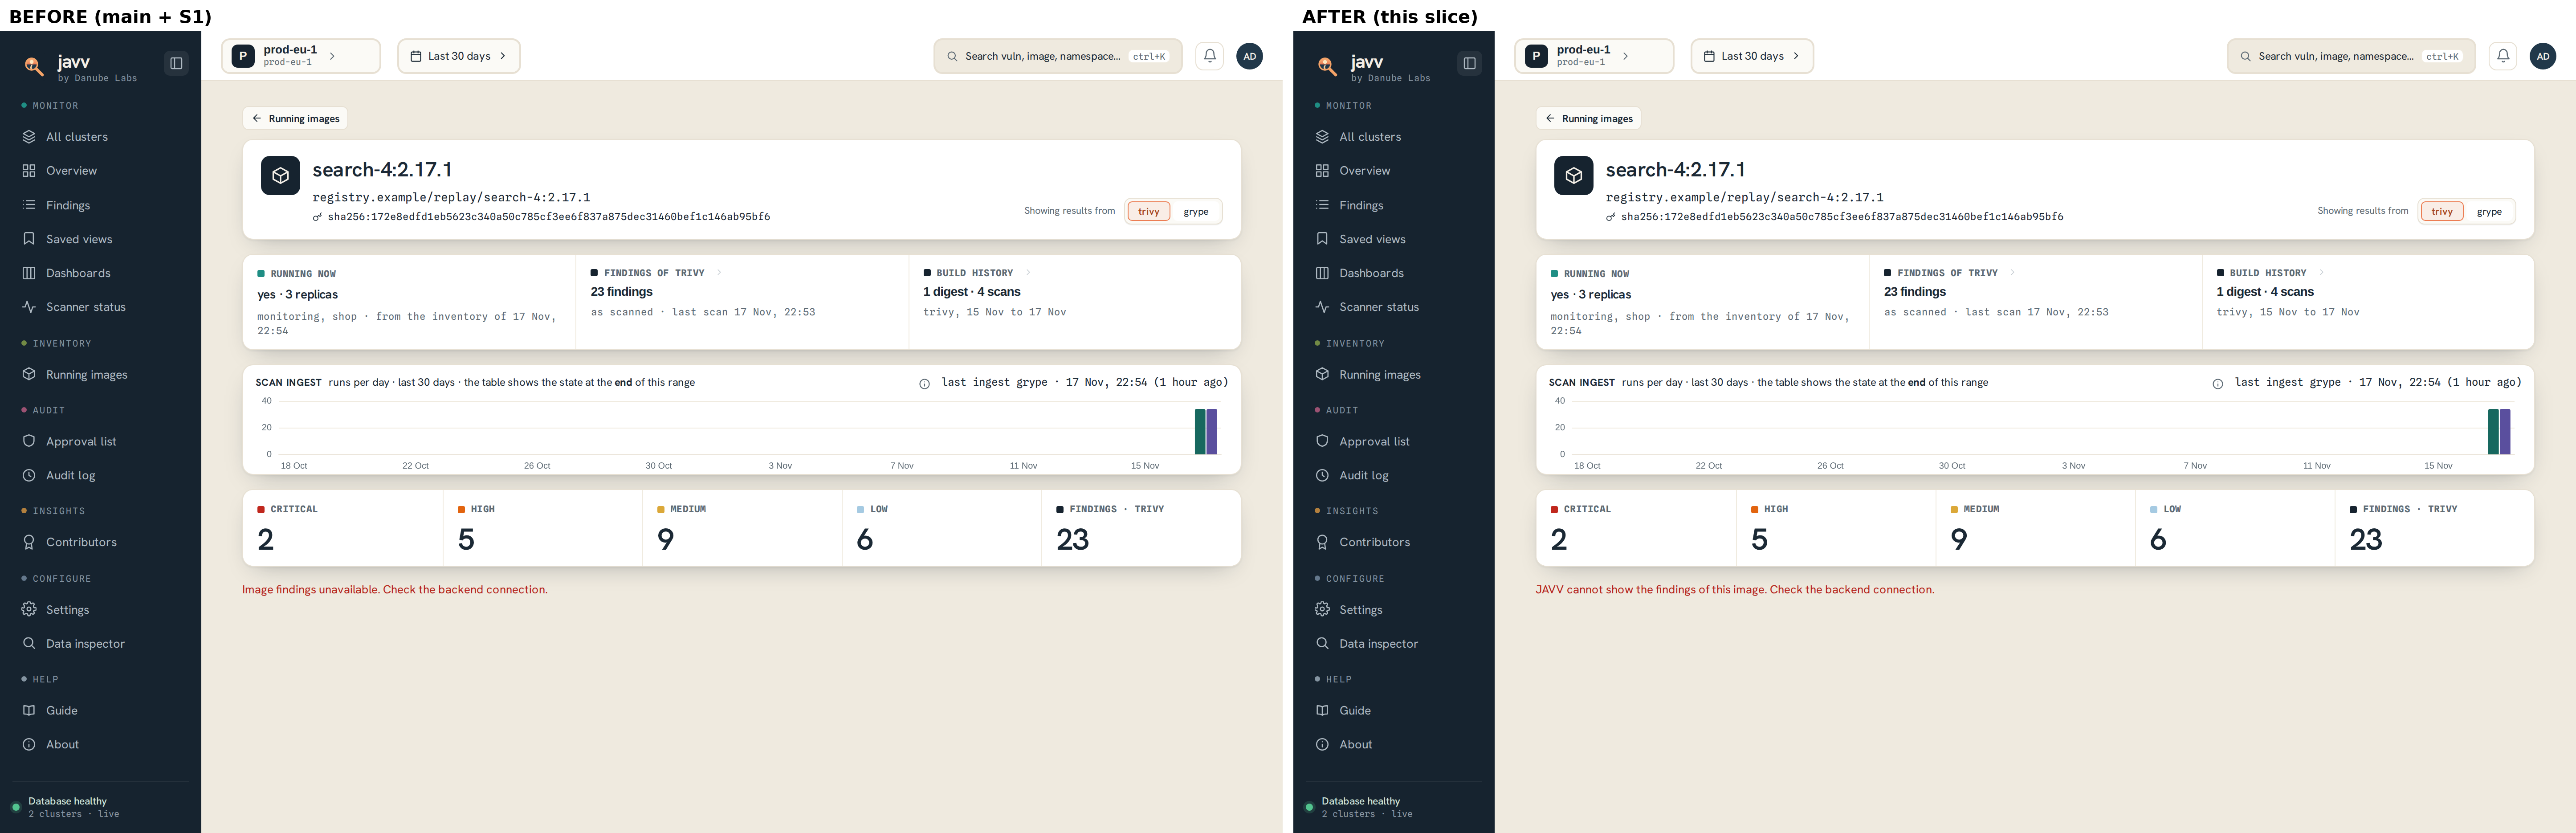 BEFORE (main + S1)
javv
by Danube Labs
MONITOR
All clusters
Overview
Findings
Saved views
Dashboards
Scanner status
INVENTORY
Running images
AUDIT
Approval list
Audit log
INSIGHTS
Contributors
CONFIGURE
Settings
Data inspector
HELP
Guide
About
Database healthy
2 clusters · live
P
prod-eu-1
prod-eu-1
Last 30 days
Search vuln, image, namespace...
ctrl+K
AD
Running images
search-4:2.17.1
registry.example/replay/search-4:2.17.1
sha256:172e8edfd1eb5623c340a50c785cf3ee6f837a875dec31460bef1c146ab95bf6
Showing results from
trivy
grype
RUNNING NOW
yes · 3 replicas
monitoring, shop · from the inventory of 17 Nov,
22:54
FINDINGS OF TRIVY
23 findings
as scanned · last scan 17 Nov, 22:53
BUILD HISTORY
1 digest · 4 scans
trivy, 15 Nov to 17 Nov
SCAN INGEST runs per day · last 30 days · the table shows the state at the end of this range
last ingest grype · 17 Nov, 22:54 (1 hour ago)
40
20
0
18 Oct
22 Oct
26 Oct
30 Oct
3 Nov
7 Nov
11 Nov
15 Nov
CRITICAL
2
HIGH
5
MEDIUM
9
LOW
6
FINDINGS · TRIVY
23
Image findings unavailable. Check the backend connection.
AFTER (this slice)
javv
by Danube Labs
MONITOR
All clusters
Overview
Findings
Saved views
Dashboards
Scanner status
INVENTORY
Running images
AUDIT
Approval list
Audit log
INSIGHTS
Contributors
CONFIGURE
Settings
Data inspector
HELP
Guide
About
Database healthy
2 clusters · live
P
prod-eu-1
prod-eu-1
Last 30 days
Search vuln, image, namespace...
ctrl+K
AD
Running images
search-4:2.17.1
registry.example/replay/search-4:2.17.1
sha256:172e8edfd1eb5623c340a50c785cf3ee6f837a875dec31460bef1c146ab95bf6
Showing results from
trivy
grype
RUNNING NOW
yes · 3 replicas
monitoring, shop · from the inventory of 17 Nov,
22:54
FINDINGS OF TRIVY
23 findings
as scanned · last scan 17 Nov, 22:53
BUILD HISTORY
1 digest · 4 scans
trivy, 15 Nov to 17 Nov
SCAN INGEST runs per day · last 30 days · the table shows the state at the end of this range
last ingest grype · 17 Nov, 22:54 (1 hour ago)
40
20
0
18 Oct
22 Oct
26 Oct
30 Oct
3 Nov
7 Nov
11 Nov
15 Nov
CRITICAL
2
HIGH
5
MEDIUM
9
LOW
6
FINDINGS · TRIVY
23
JAVV cannot show the findings of this image. Check the backend connection.